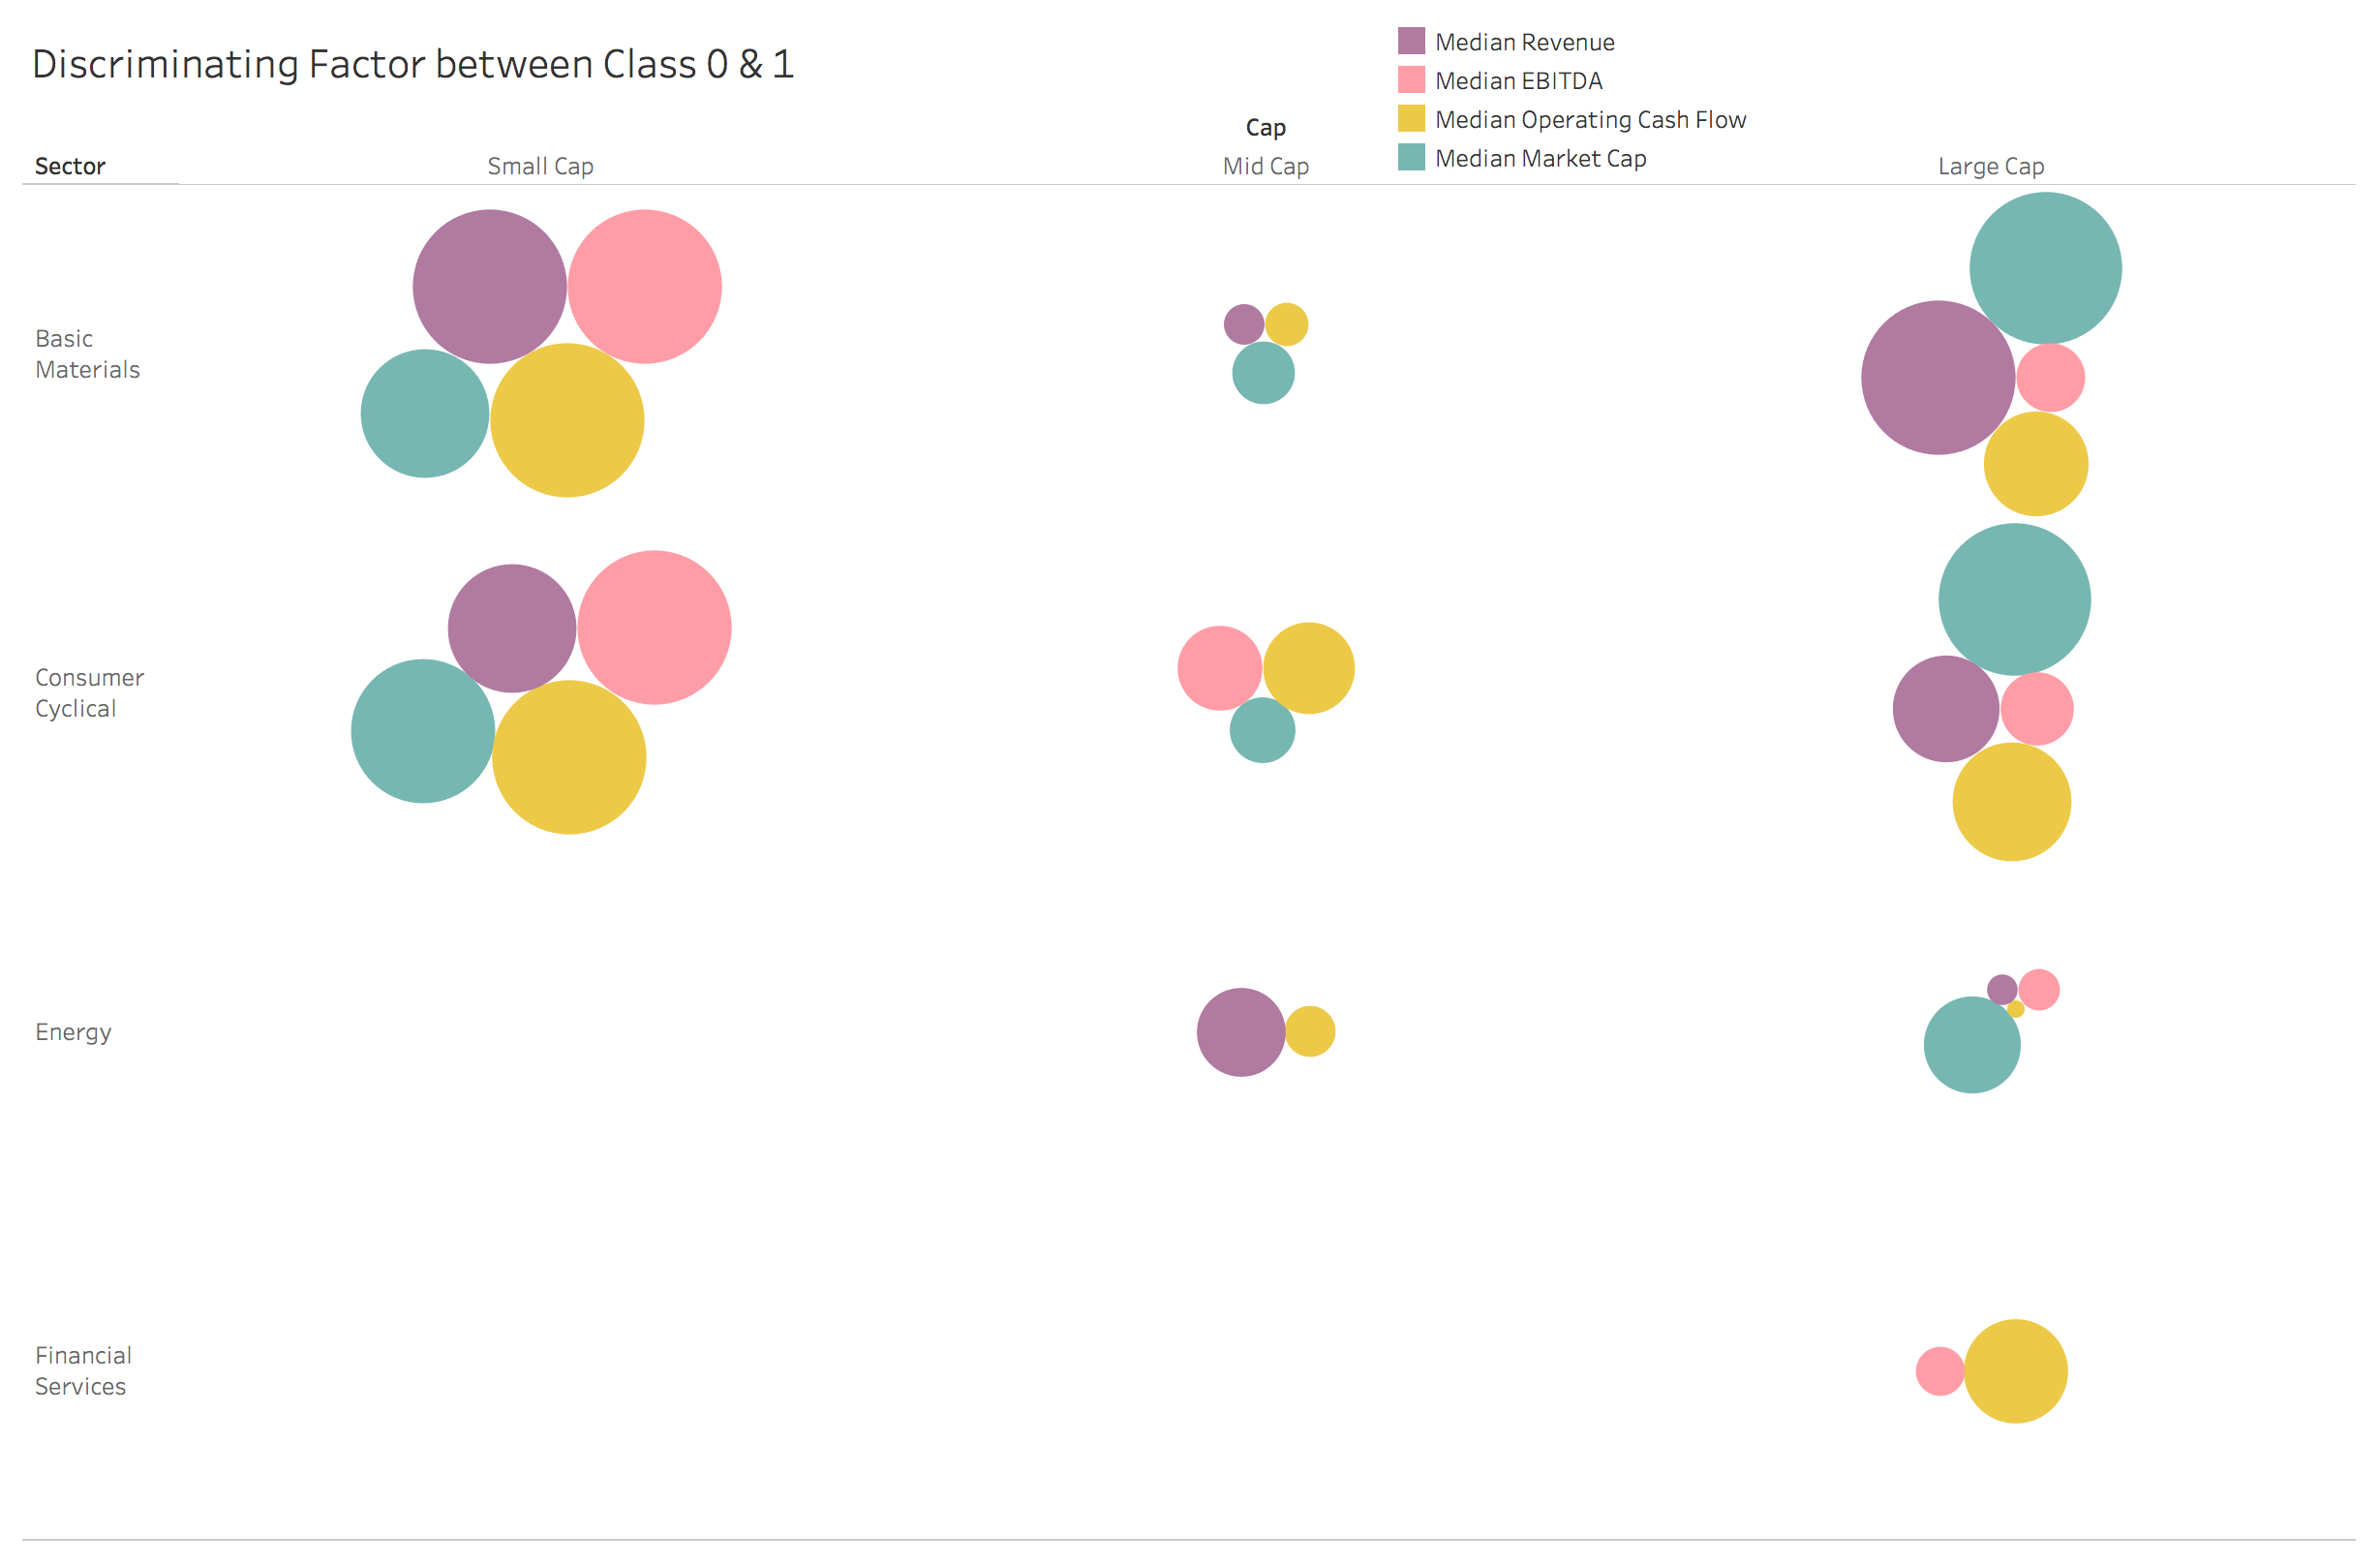 Discriminating Factor between Class 0 & 1
Median Revenue
Median EBITDA
Median Operating Cash Flow
Median Market Cap
Cap
Sector
Small Cap
Mid Cap
Large Cap
Basic
Materials
Consumer
Cyclical
Energy
Financial
Services